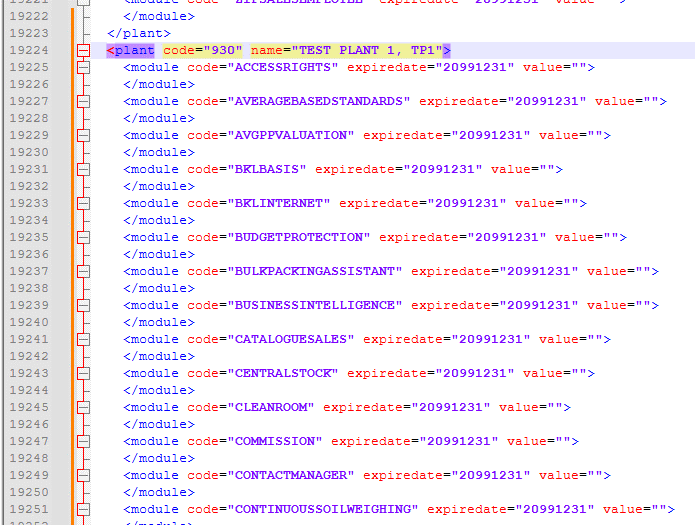 19222 </module>
19223 </plant>
19224 <plant code="930" name="TEST PLANT 1, TP1">
19225 <module code="ACCESSRIGHTS" expiredate="20991231" value="">
19226 </module>
19227 <module code="AVERAGEBASEDSTANDARDS" expiredate="20991231" value="">
19228 </module>
19229 <module code="AVGPPVALUATION" expiredate="20991231" value="">
19230 </module>
19231 <module code="BKLBASIS" expiredate="20991231" value="">
19232 </module>
19233 <module code="BKLINTERNET" expiredate="20991231" value="">
19234 </module>
19235 <module code="BUDGETPROTECTION" expiredate="20991231" value="">
19236 </module>
19237 <module code="BULKPACKINGASSISTANT" expiredate="20991231" value="">
19238 </module>
19239 <module code="BUSINESSINTELLIGENCE" expiredate="20991231" value="">
19240 </module>
19241 <module code="CATALOGUESALES" expiredate="20991231" value="">
19242 </module>
19243 <module code="CENTRALSTOCK" expiredate="20991231" value="">
19244 </module>
19245 <module code="CLEANROOM" expiredate="20991231" value="">
19246 </module>
19247 <module code="COMMISSION" expiredate="20991231" value="">
19248 </module>
19249 <module code="CONTACTMANAGER" expiredate="20991231" value="">
19250 </module>
19251 <module code="CONTINUOUSSOILWEIGHING" expiredate="20991231" value="">